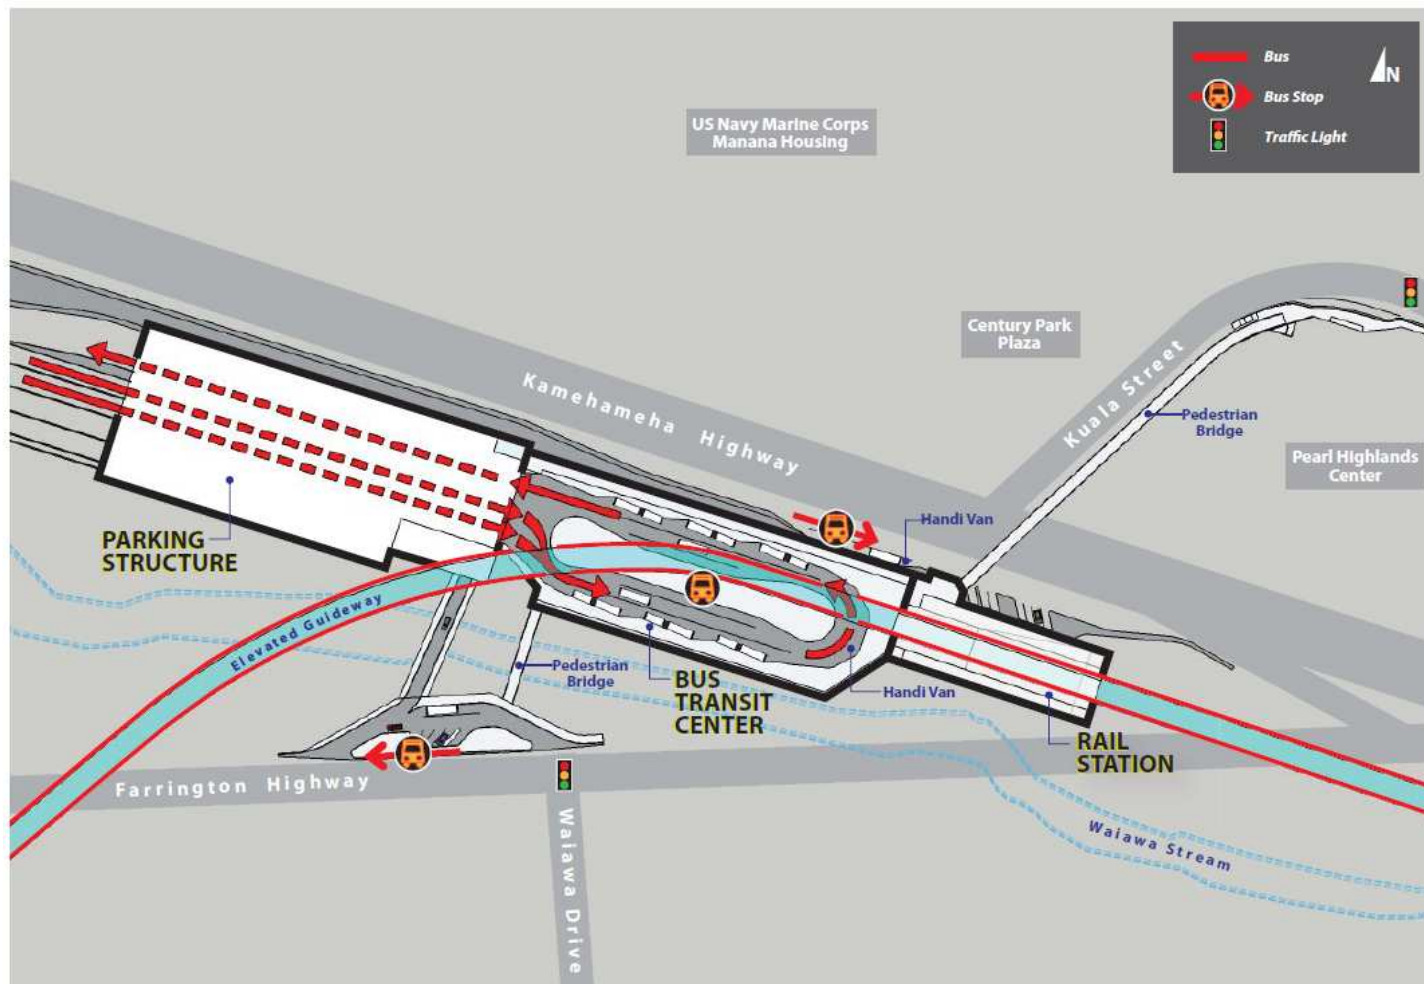 Bus
N
Bus Stop
Traffic Light
US Navy Marine Corps
Manana Housing
Century Park
Plaza
Kamehameha Highway
Kuala Street
Pedestrian
Bridge
Pearl Highlands
Center
Handi Van
PARKING
STRUCTURE
Elevated Guideway
Pedestrian
Bridge
BUS
TRANSIT
CENTER
Handi Van
RAIL
STATION
Farrington Highway
Waiawa Drive
Waiawa Stream